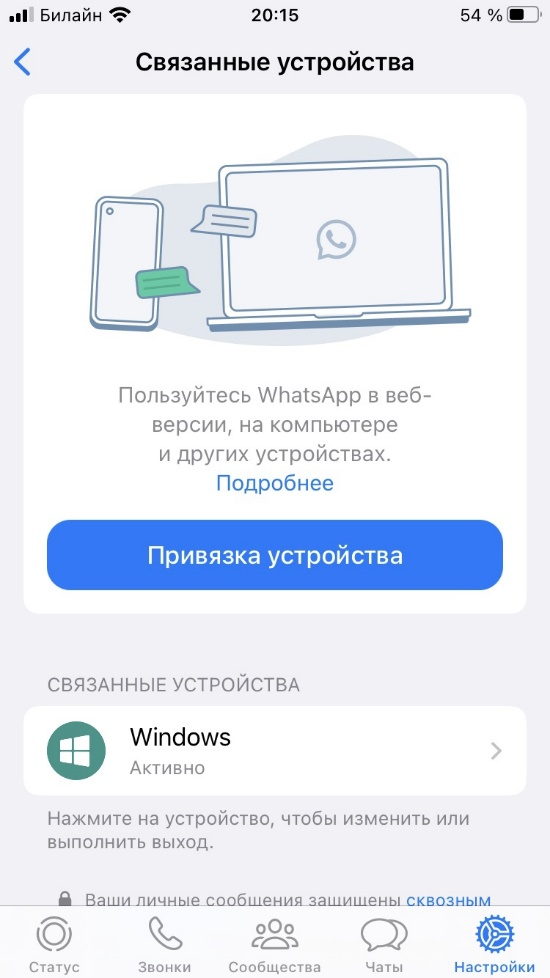 Билайн 20:15 54 %
Связанные устройства
Пользуйтесь WhatsApp в веб-
версии, на компьютере
и других устройствах.
Подробнее
Привязка устройства
СВЯЗАННЫЕ УСТРОЙСТВА
Windows
Активно
Нажмите на устройство, чтобы изменить или
выполнить выход.
Ваши личные сообщения защищены сквозным
Статус Звонки Сообщества Чаты Настройки